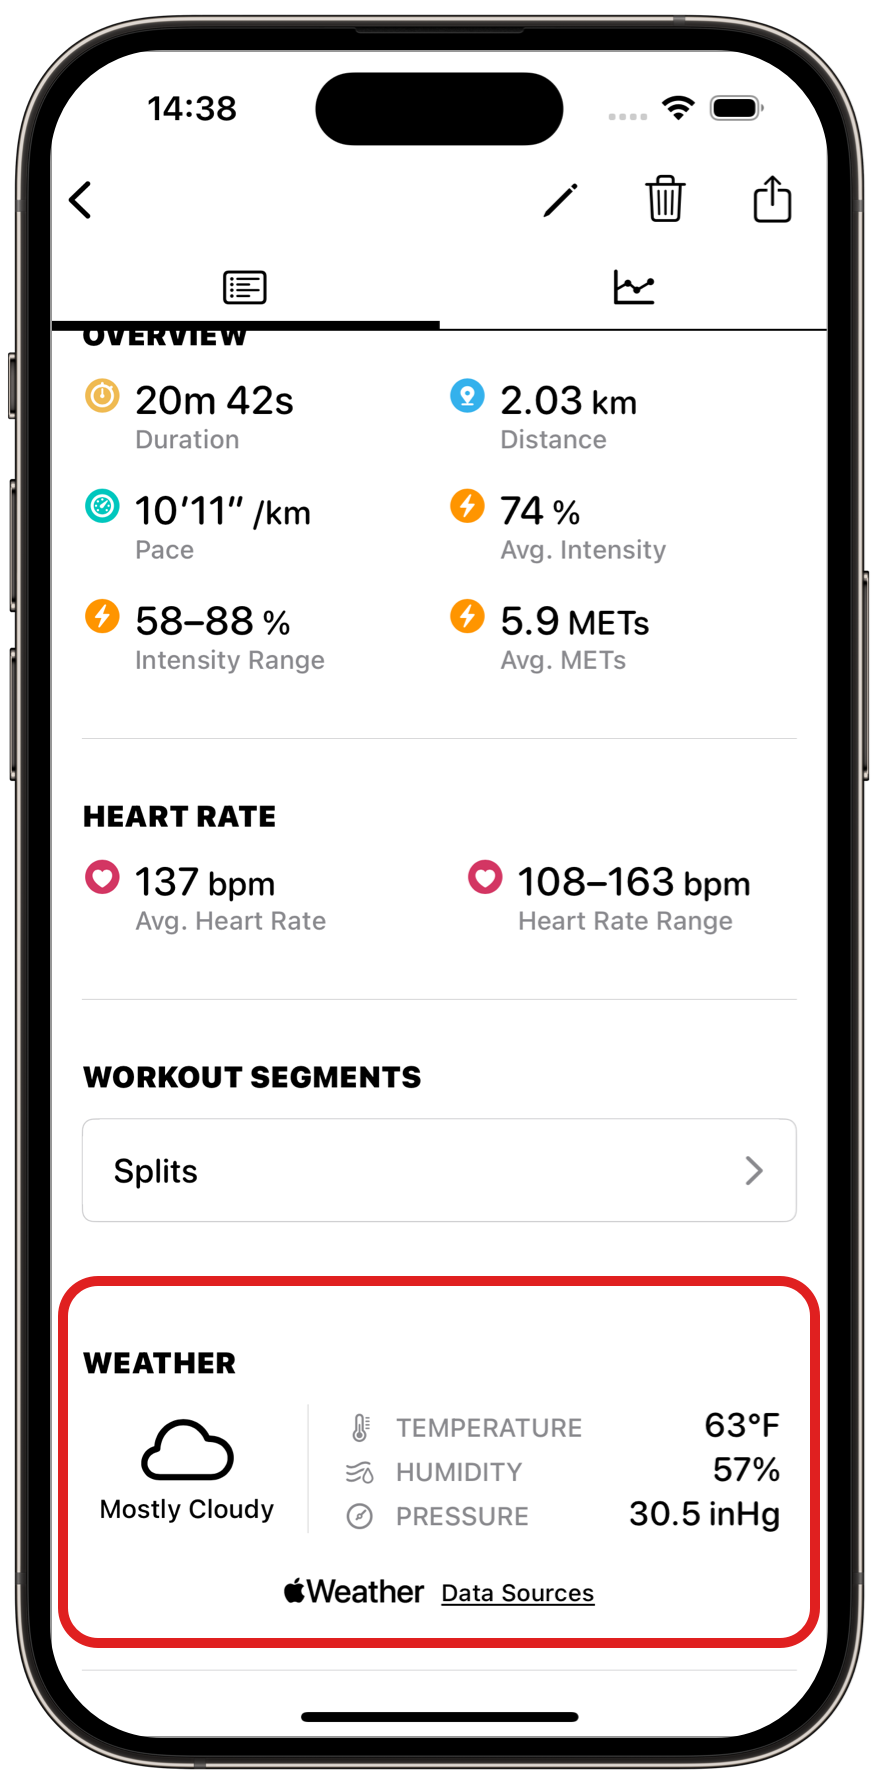 14:38
OVERVIEW
20m 42s
Duration
2.03 km
Distance
10'11" /km
Pace
74 %
Avg. Intensity
58–88 %
Intensity Range
5.9 METs
Avg. METs
HEART RATE
137 bpm
Avg. Heart Rate
108–163 bpm
Heart Rate Range
WORKOUT SEGMENTS
Splits
WEATHER
Mostly Cloudy
TEMPERATURE 63°F
HUMIDITY 57%
PRESSURE 30.5 inHg
Weather Data Sources